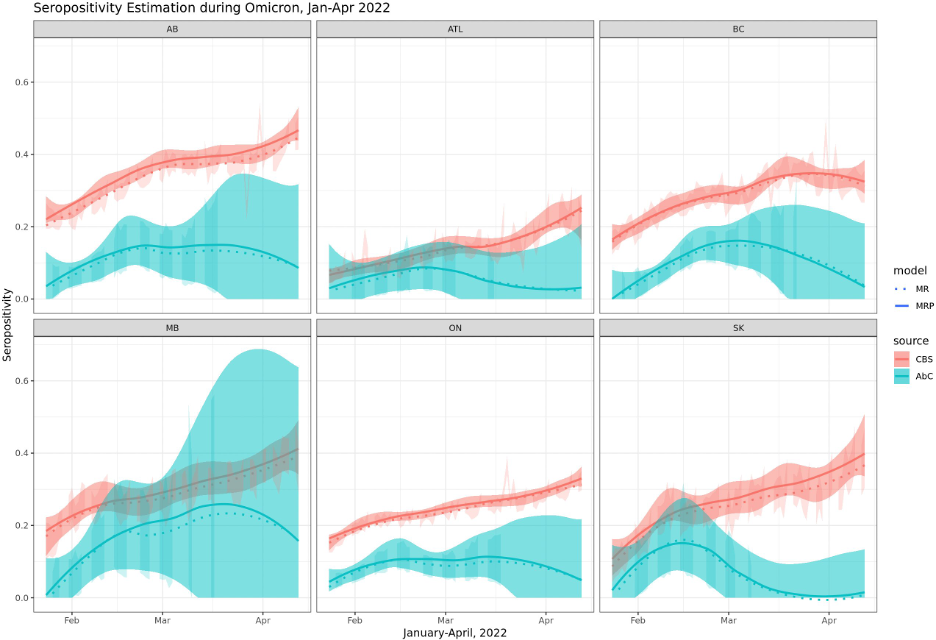 Seropositivity Estimation during Omicron, Jan-Apr 2022
AB
ATL
BC
0.6
0.4
0.2
0.0
MB
ON
SK
0.6
0.4
0.2
0.0
Feb
Mar
Apr
Feb
Mar
Apr
Feb
Mar
Apr
January-April, 2022
Seropositivity
model
MR
MRP
source
CBS
AbC